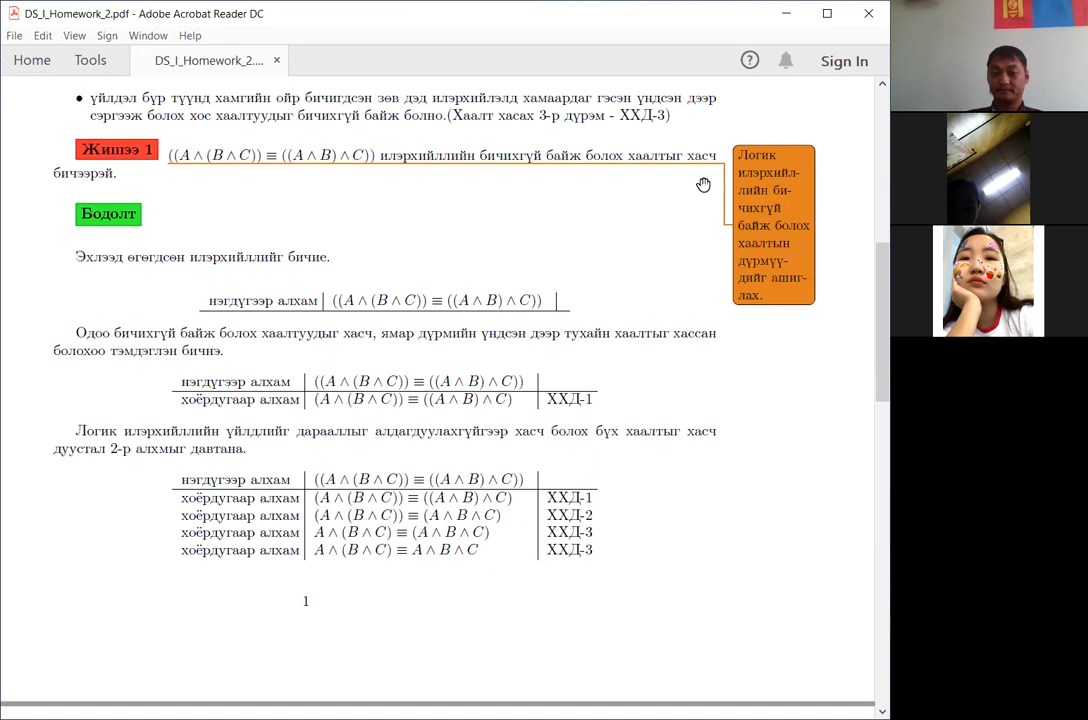 DS_I_Homework_2.pdf - Adobe Acrobat Reader DC
File Edit View Sign Window Help
Home Tools DS_I_Homework_2.... × Sign In
• үйлдэл бүр түүнд хамгийн ойр бичигдсэн зөв дэд илэрхийлэлд хамаардаг гэсэн үндсэн дээр
сэргээж болох хос хаалтуудыг бичихгүй байж болно.(Хаалт хасах 3-р дүрэм - ХХД-3)
Жишээ 1 ((A ∧ (B ∧ C)) ≡ ((A ∧ B) ∧ C)) илэрхийллийн бичихгүй байж болох хаалтыг хасч
бичээрэй.
Логик
илэрхийл-
лийн би-
чихгүй
байж болох
хаалтын
дүрмүү-
дийг ашиг-
лах.
Бодолт
Эхлээд өгөгдсөн илэрхийллийг бичие.
нэгдүгээр алхам | ((A ∧ (B ∧ C)) ≡ ((A ∧ B) ∧ C)) |
Одоо бичихгүй байж болох хаалтуудыг хасч, ямар дүрмийн үндсэн дээр тухайн хаалтыг хассан
болохоо тэмдэглэн бичнэ.
нэгдүгээр алхам | ((A ∧ (B ∧ C)) ≡ ((A ∧ B) ∧ C)) |
хоёрдугаар алхам | (A ∧ (B ∧ C)) ≡ ((A ∧ B) ∧ C) | ХХД-1
Логик илэрхийллийн үйлдлийг дарааллыг алдагдуулахгүйгээр хасч болох бүх хаалтыг хасч
дуустал 2-р алхмыг давтана.
нэгдүгээр алхам | ((A ∧ (B ∧ C)) ≡ ((A ∧ B) ∧ C)) |
хоёрдугаар алхам | (A ∧ (B ∧ C)) ≡ ((A ∧ B) ∧ C) | ХХД-1
хоёрдугаар алхам | (A ∧ (B ∧ C)) ≡ (A ∧ B ∧ C) | ХХД-2
хоёрдугаар алхам | A ∧ (B ∧ C) ≡ (A ∧ B ∧ C) | ХХД-3
хоёрдугаар алхам | A ∧ (B ∧ C) ≡ A ∧ B ∧ C | ХХД-3
1